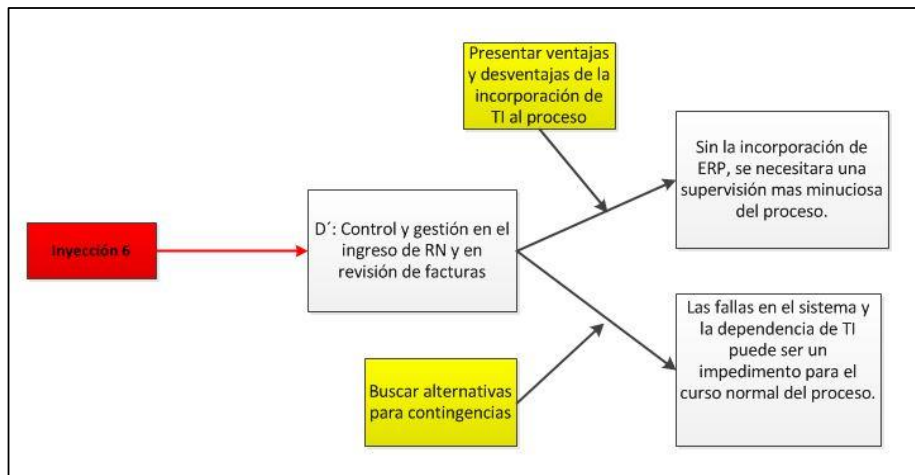 Presentar ventajas
y desventajas de la
incorporación de
TI al proceso
Sin la incorporación de
ERP, se necesitara una
supervisión mas minuciosa
del proceso.
Inyección 6
D´: Control y gestión en el
ingreso de RN y en
revisión de facturas
Las fallas en el sistema y
la dependencia de TI
puede ser un
impedimento para el
curso normal del proceso.
Buscar alternativas
para contingencias